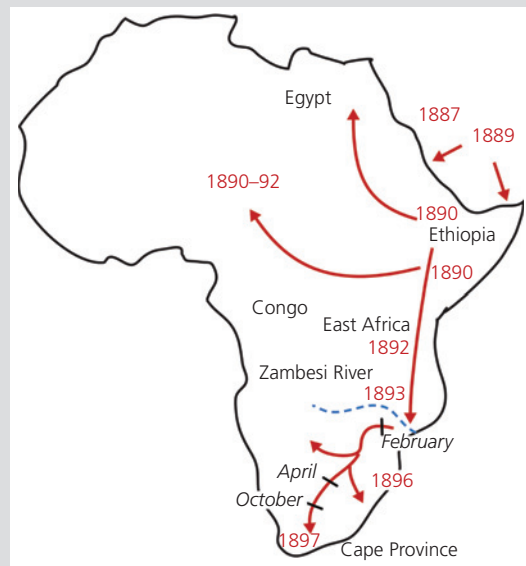 Egypt
1887
1889
1890–92
1890
Ethiopia
1890
Congo
East Africa
1892
Zambesi River
1893
February
April
1896
October
1897
Cape Province